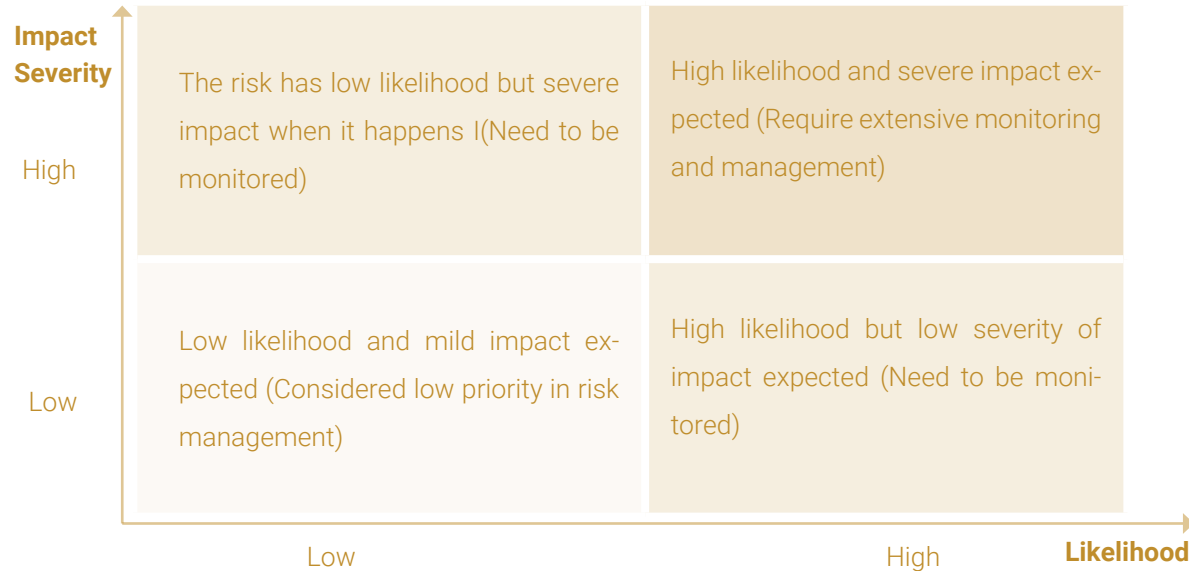 Impact
Severity
The risk has low likelihood but severe
impact when it happens I(Need to be
monitored)
High likelihood and severe impact ex-
pected (Require extensive monitoring
and management)
High
Low likelihood and mild impact ex-
pected (Considered low priority in risk
management)
High likelihood but low severity of
impact expected (Need to be moni-
tored)
Low
Low
High
Likelihood